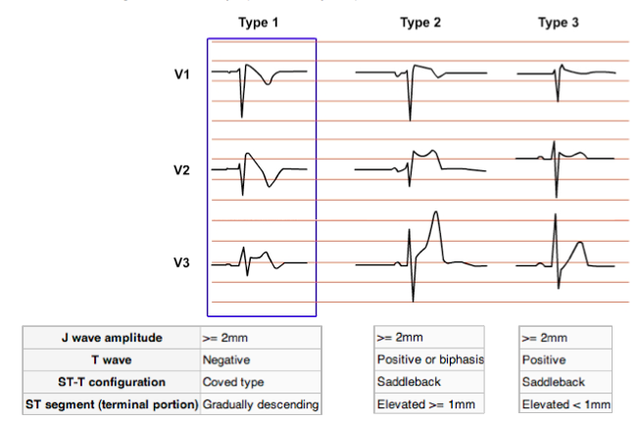 Type 1 Type 2 Type 3
V1
V2
V3
J wave amplitude >= 2mm >= 2mm >= 2mm
T wave Negative Positive or biphasis Positive
ST-T configuration Coved type Saddleback Saddleback
ST segment (terminal portion) Gradually descending Elevated >= 1mm Elevated < 1mm